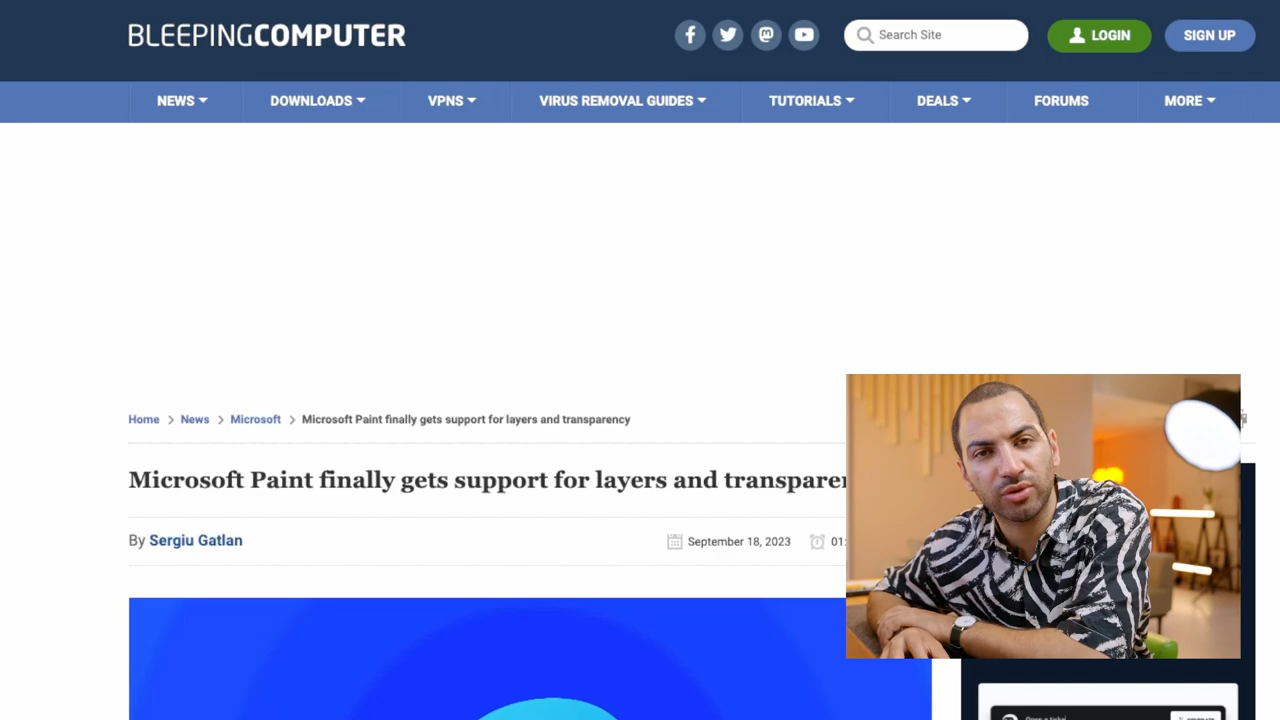 BLEEPINGCOMPUTER
Search Site
LOGIN
SIGN UP
NEWS
DOWNLOADS
VPNS
VIRUS REMOVAL GUIDES
TUTORIALS
DEALS
FORUMS
MORE
Home > News > Microsoft > Microsoft Paint finally gets support for layers and transparency
Microsoft Paint finally gets support for layers and transparen
By Sergiu Gatlan
September 18, 2023
01: